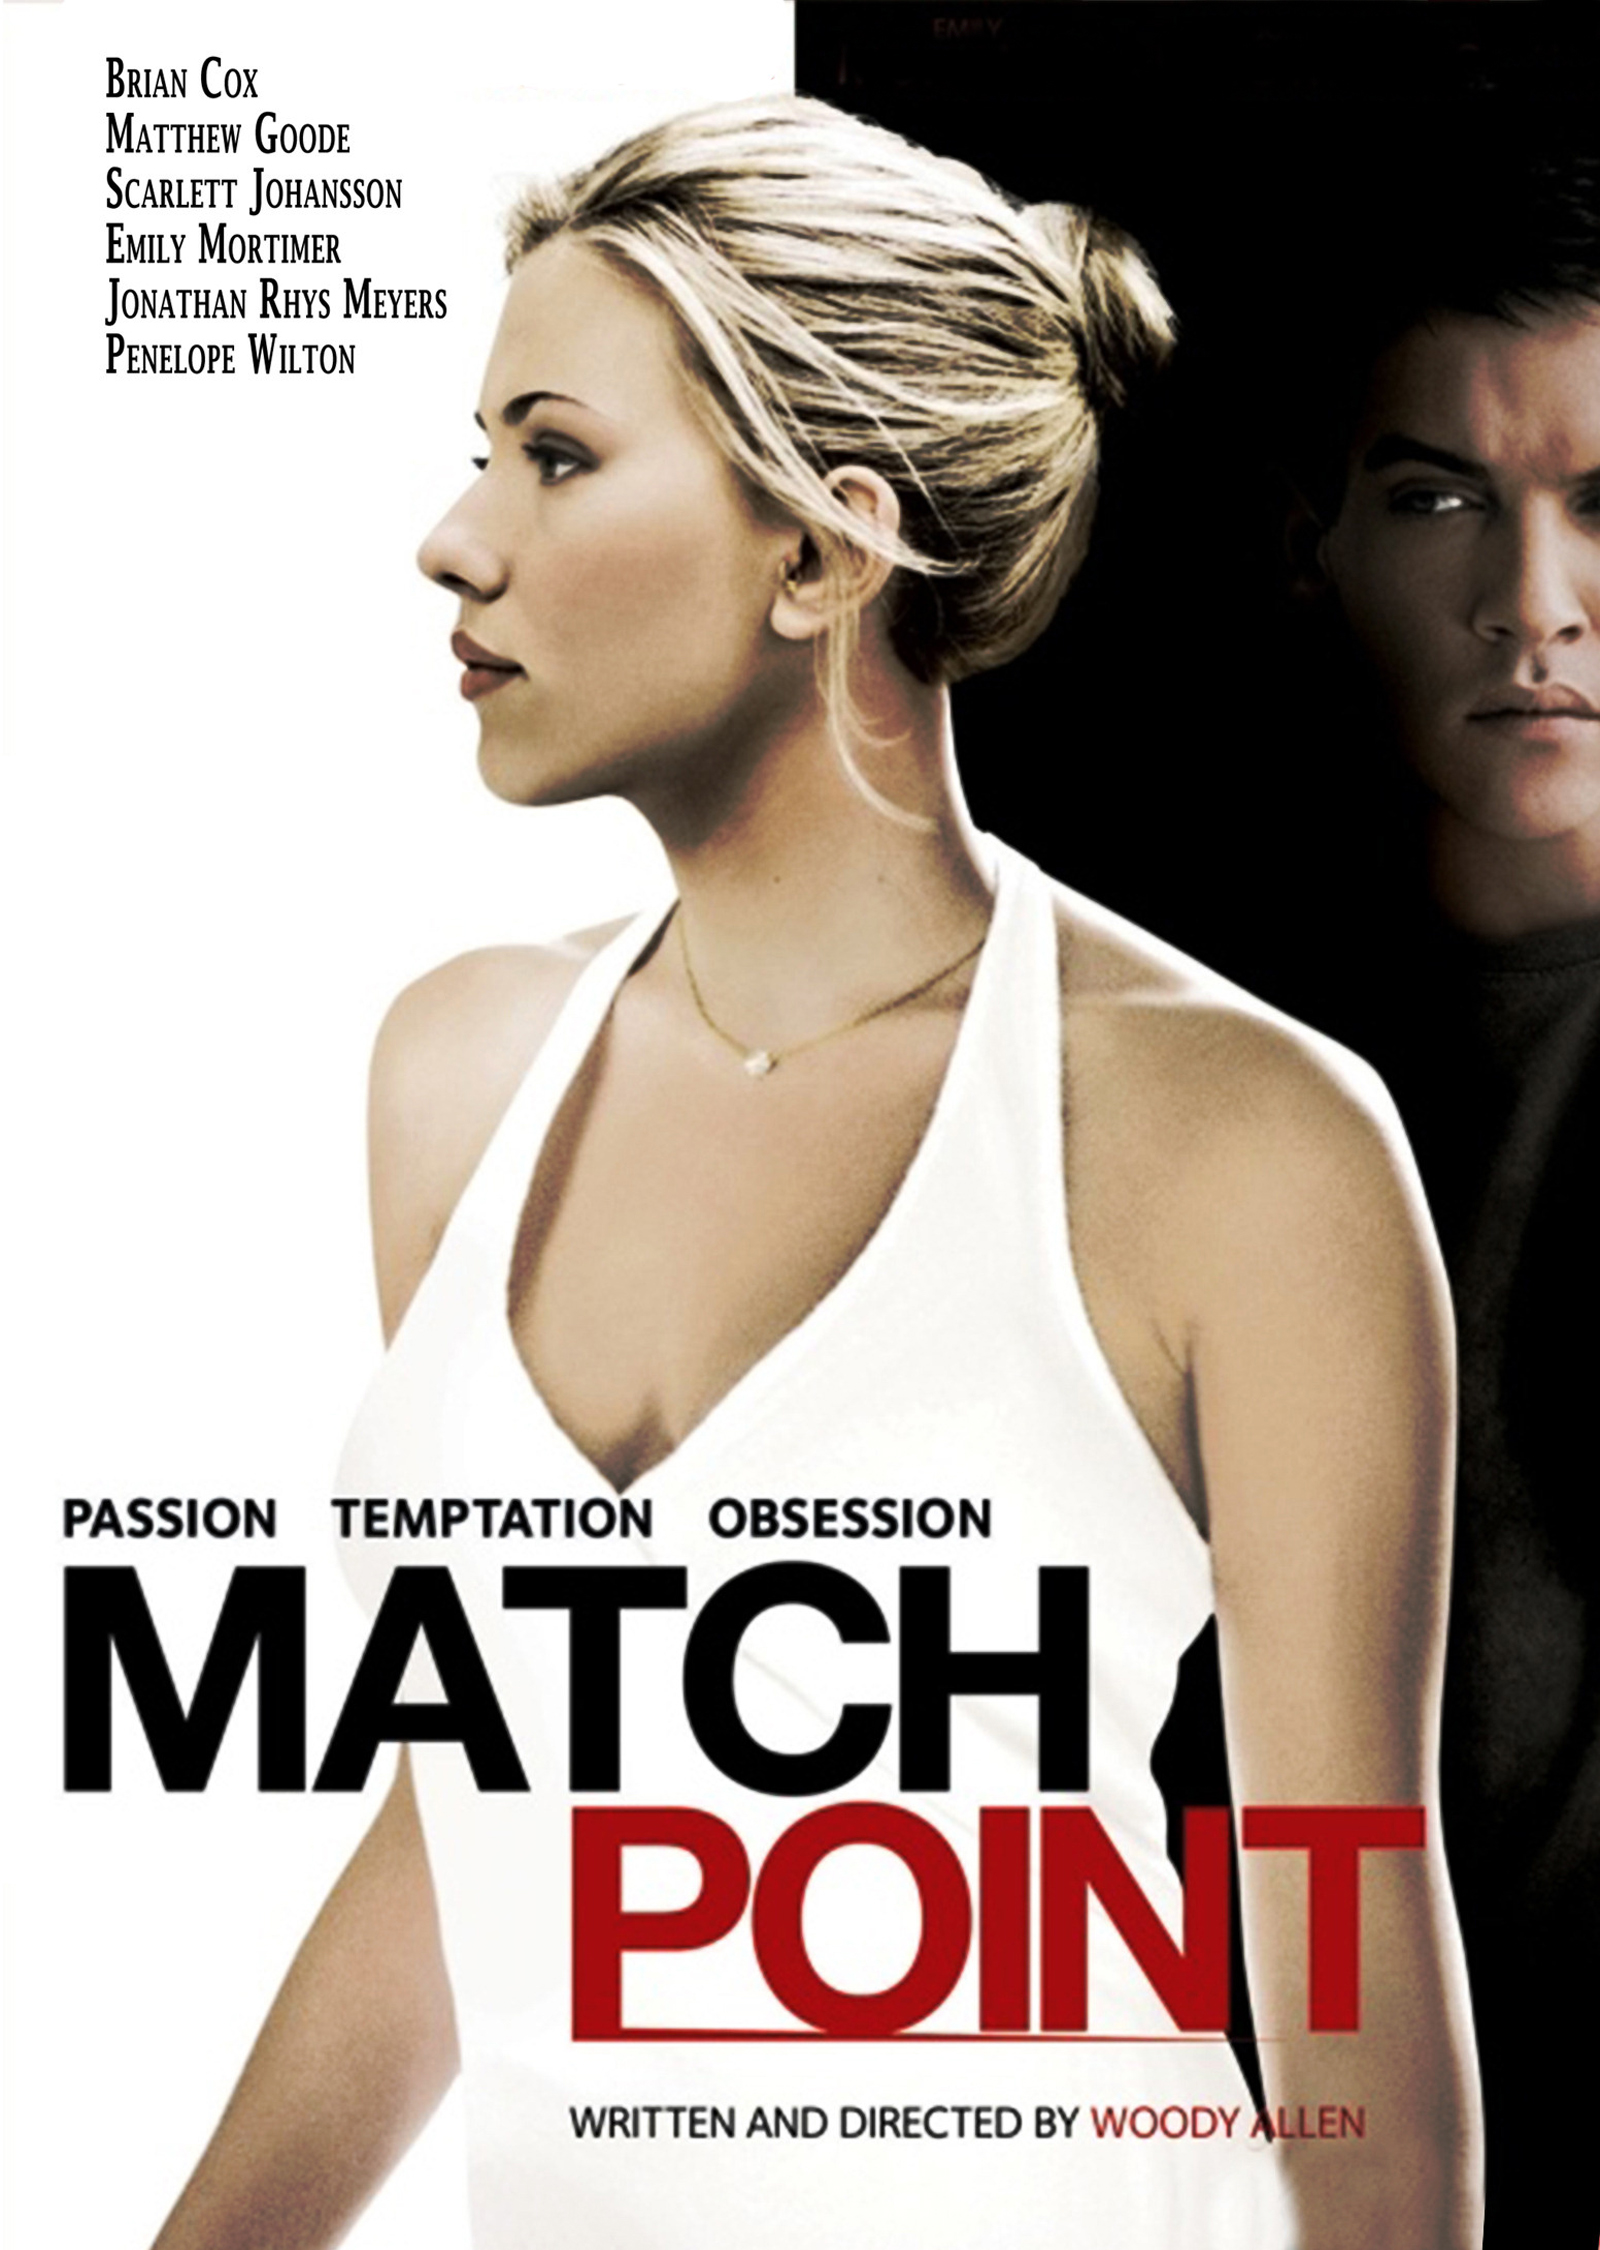 EMILY
BRIAN COX
MATTHEW GOODE
SCARLETT JOHANSSON
EMILY MORTIMER
JONATHAN RHYS MEYERS
PENELOPE WILTON
PASSION TEMPTATION OBSESSION
MATCH
POINT
WRITTEN AND DIRECTED BY WOODY ALLEN